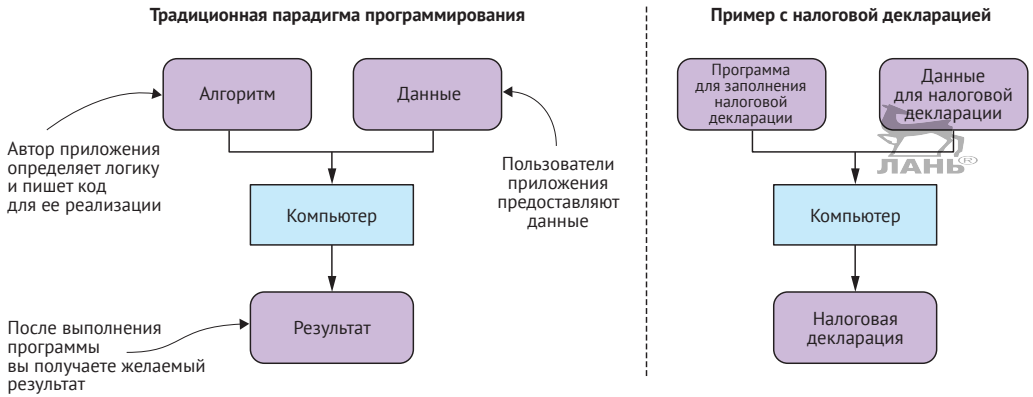 Традиционная парадигма программирования
Алгоритм
Данные
Автор приложения
определяет логику
и пишет код
для ее реализации
Пользователи
приложения
предоставляют
данные
Компьютер
После выполнения
программы
вы получаете желаемый
результат
Результат
Пример с налоговой декларацией
Программа
для заполнения
налоговой
декларации
Данные
для налоговой
декларации
ЛАНЬ®
Компьютер
Налоговая
декларация